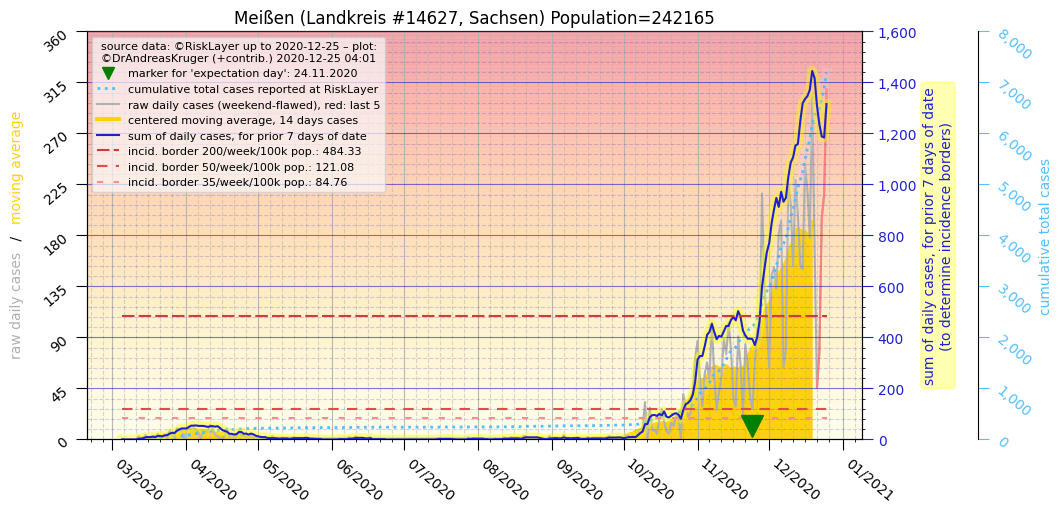 Meißen (Landkreis #14627, Sachsen) Population=242165
source data: ©RiskLayer up to 2020-12-25 – plot:
©DrAndreasKruger (+contrib.) 2020-12-25 04:01
marker for 'expectation day': 24.11.2020
cumulative total cases reported at RiskLayer
raw daily cases (weekend-flawed), red: last 5
centered moving average, 14 days cases
sum of daily cases, for prior 7 days of date
incid. border 200/week/100k pop.: 484.33
incid. border 50/week/100k pop.: 121.08
incid. border 35/week/100k pop.: 84.76
raw daily cases / moving average
360
315
270
225
180
135
90
45
0
03/2020
04/2020
05/2020
06/2020
07/2020
08/2020
09/2020
10/2020
11/2020
12/2020
01/2021
1,600
1,400
1,200
1,000
800
600
400
200
0
sum of daily cases, for prior 7 days of date
(to determine incidence borders)
8,000
7,000
6,000
5,000
4,000
3,000
2,000
1,000
0
cumulative total cases